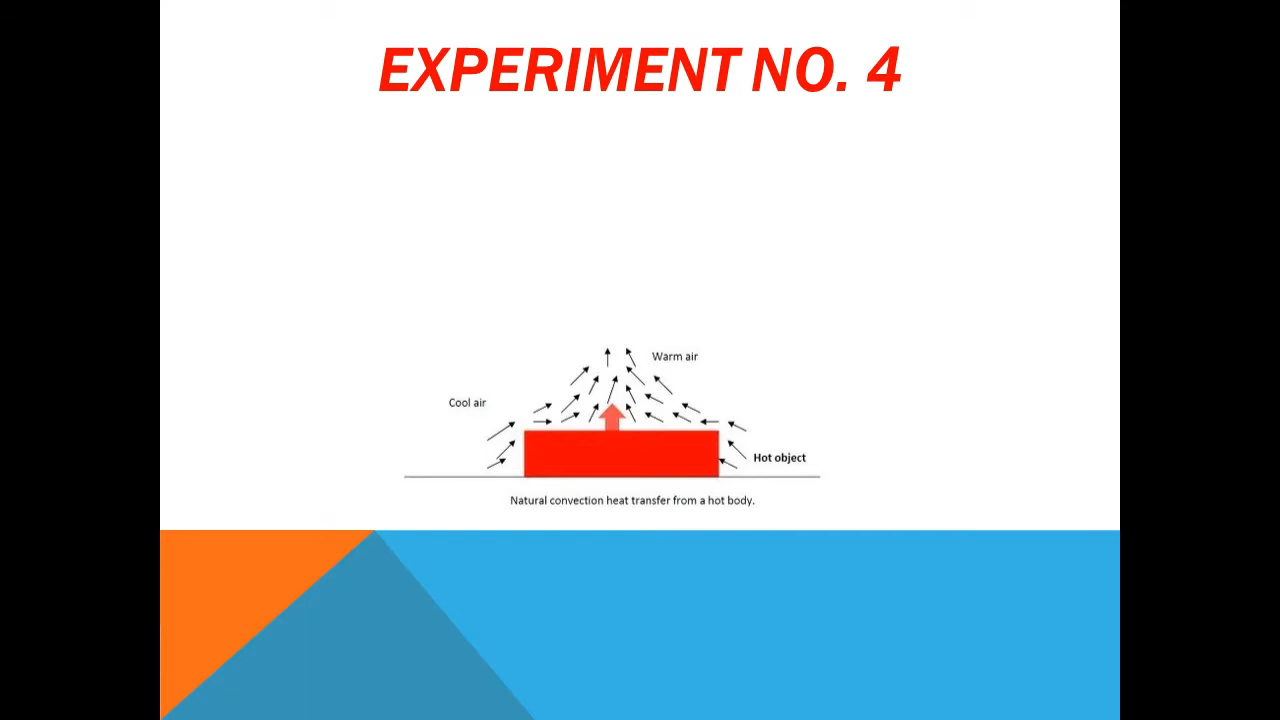 EXPERIMENT NO. 4
Warm air
Cool air
Hot object
Natural convection heat transfer from a hot body.